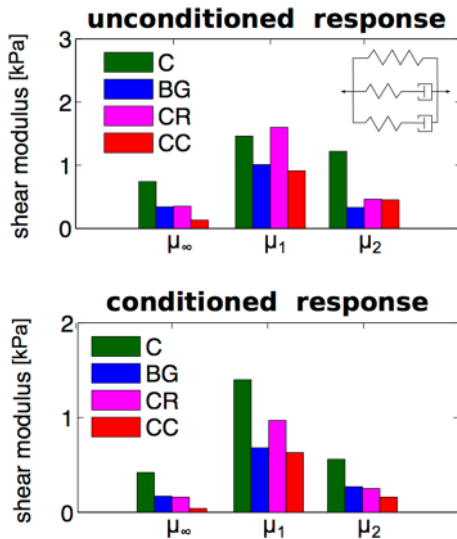 unconditioned response
shear modulus [kPa]
3
2
1
0
C
BG
CR
CC
μ∞ μ1 μ2
conditioned response
shear modulus [kPa]
2
1
0
C
BG
CR
CC
μ∞ μ1 μ2